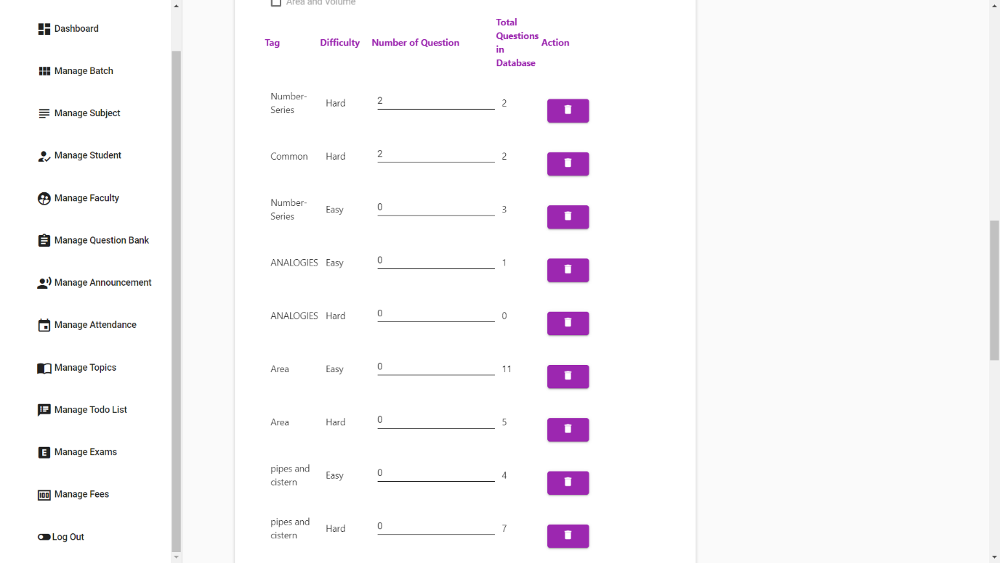 Dashboard
Manage Batch
Manage Subject
Manage Student
Manage Faculty
Manage Question Bank
Manage Announcement
Manage Attendance
Manage Topics
Manage Todo List
E Manage Exams
Manage Fees
Log Out
Area and Volume
Tag Difficulty Number of Question Total
Questions
in
Database Action
Number-
Series Hard 2 2
Common Hard 2 2
Number-
Series Easy 0 3
ANALOGIES Easy 0 1
ANALOGIES Hard 0 0
Area Easy 0 11
Area Hard 0 5
pipes and
cistern Easy 0 4
pipes and
cistern Hard 0 7